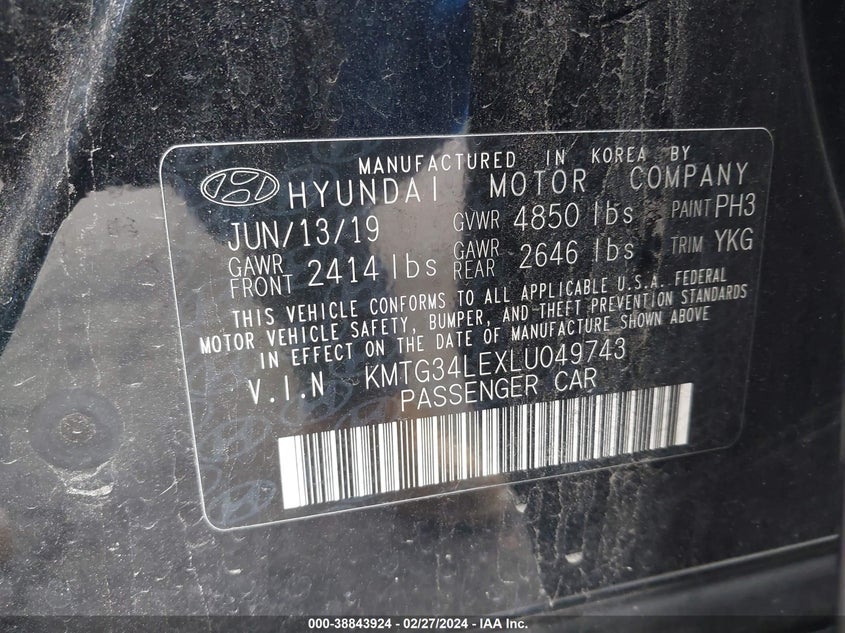 MANUFACTURED IN KOREA BY
HYUNDAI MOTOR COMPANY
JUN/13/19 GVWR 4850 lbs PAINT PH3
GAWR FRONT 2414 lbs GAWR REAR 2646 lbs TRIM YKG
THIS VEHICLE CONFORMS TO ALL APPLICABLE U.S.A. FEDERAL
MOTOR VEHICLE SAFETY, BUMPER, AND THEFT PREVENTION STANDARDS
IN EFFECT ON THE DATE OF MANUFACTURE SHOWN ABOVE
V.I.N KMTG34LEXLU049743
PASSENGER CAR
000-38843924 - 02/27/2024 - IAA Inc.